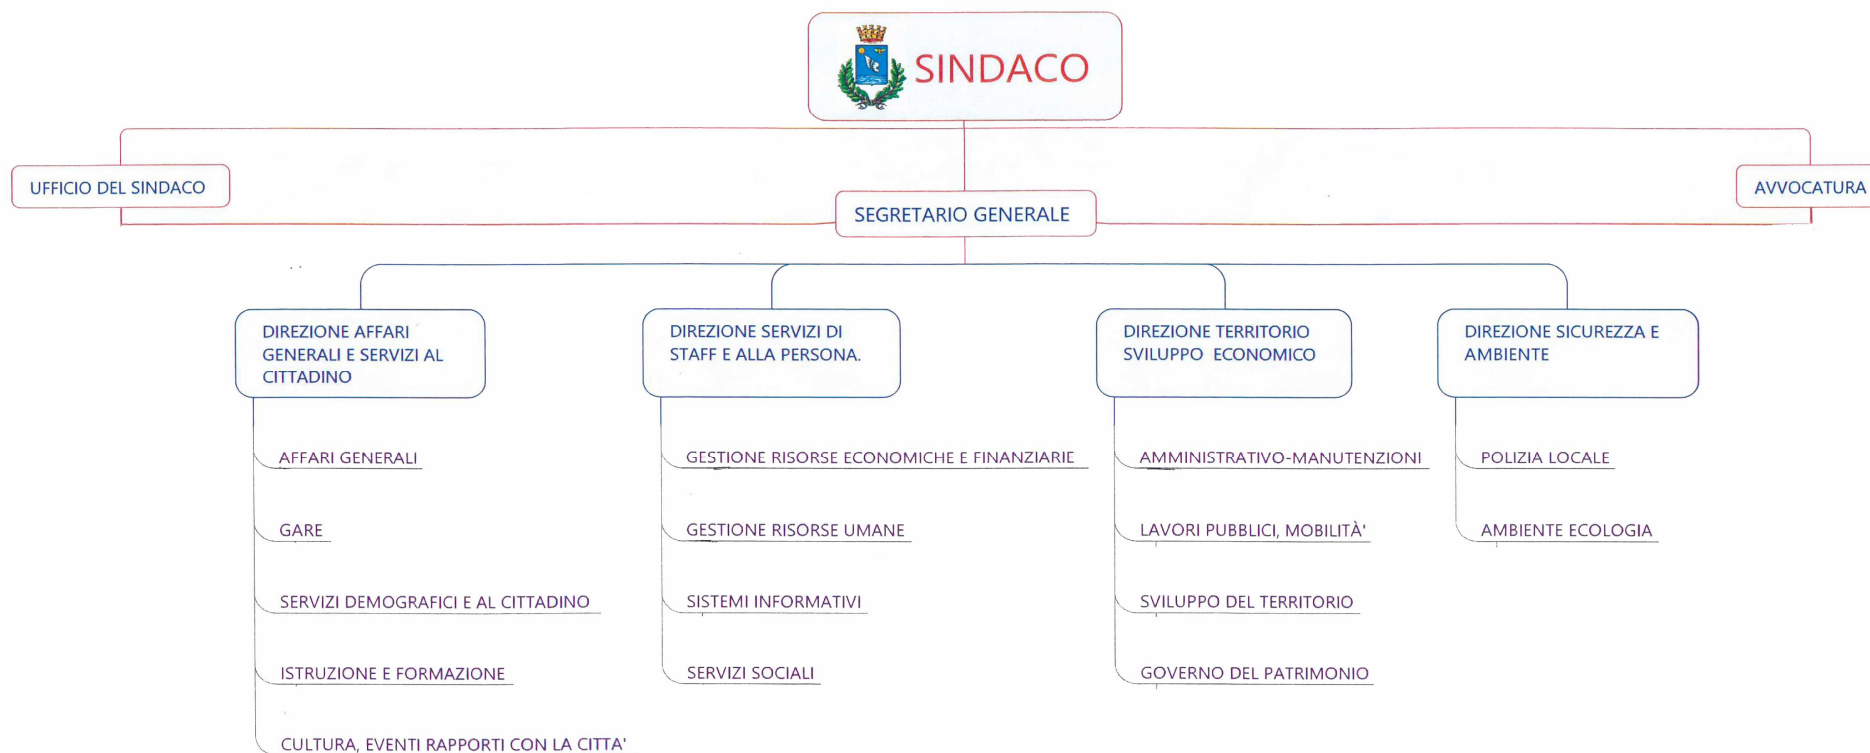 SINDACO
UFFICIO DEL SINDACO
AVVOCATURA
SEGRETARIO GENERALE
DIREZIONE AFFARI
GENERALI E SERVIZI AL
CITTADINO
AFFARI GENERALI
GARE
SERVIZI DEMOGRAFICI E AL CITTADINO
ISTRUZIONE E FORMAZIONE
CULTURA, EVENTI RAPPORTI CON LA CITTA'
DIREZIONE SERVIZI DI
STAFF E ALLA PERSONA.
GESTIONE RISORSE ECONOMICHE E FINANZIARIE
GESTIONE RISORSE UMANE
SISTEMI INFORMATIVI
SERVIZI SOCIALI
DIREZIONE TERRITORIO
SVILUPPO ECONOMICO
AMMINISTRATIVO-MANUTENZIONI
LAVORI PUBBLICI, MOBILITÀ'
SVILUPPO DEL TERRITORIO
GOVERNO DEL PATRIMONIO
DIREZIONE SICUREZZA E
AMBIENTE
POLIZIA LOCALE
AMBIENTE ECOLOGIA